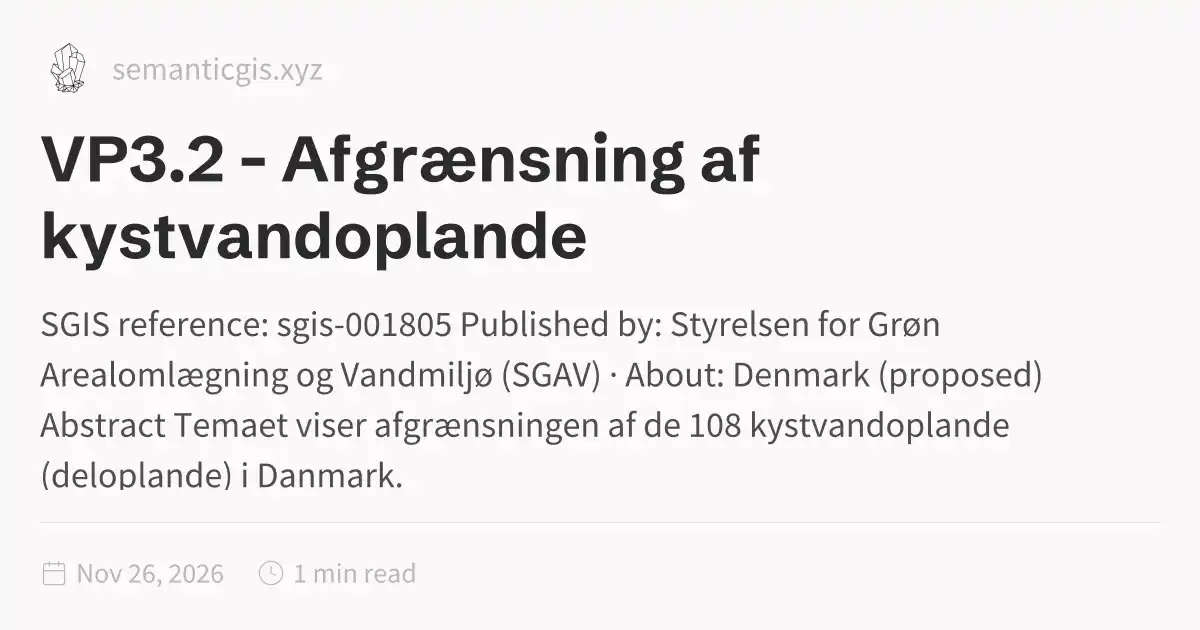 semanticgis.xyz
VP3.2 - Afgrænsning af
kystvandoplande
SGIS reference: sgis-001805 Published by: Styrelsen for Grøn
Arealomlægning og Vandmiljø (SGAV) · About: Denmark (proposed)
Abstract Temaet viser afgrænsningen af de 108 kystvandoplande
(deloplande) i Danmark.
Nov 26, 2026 1 min read